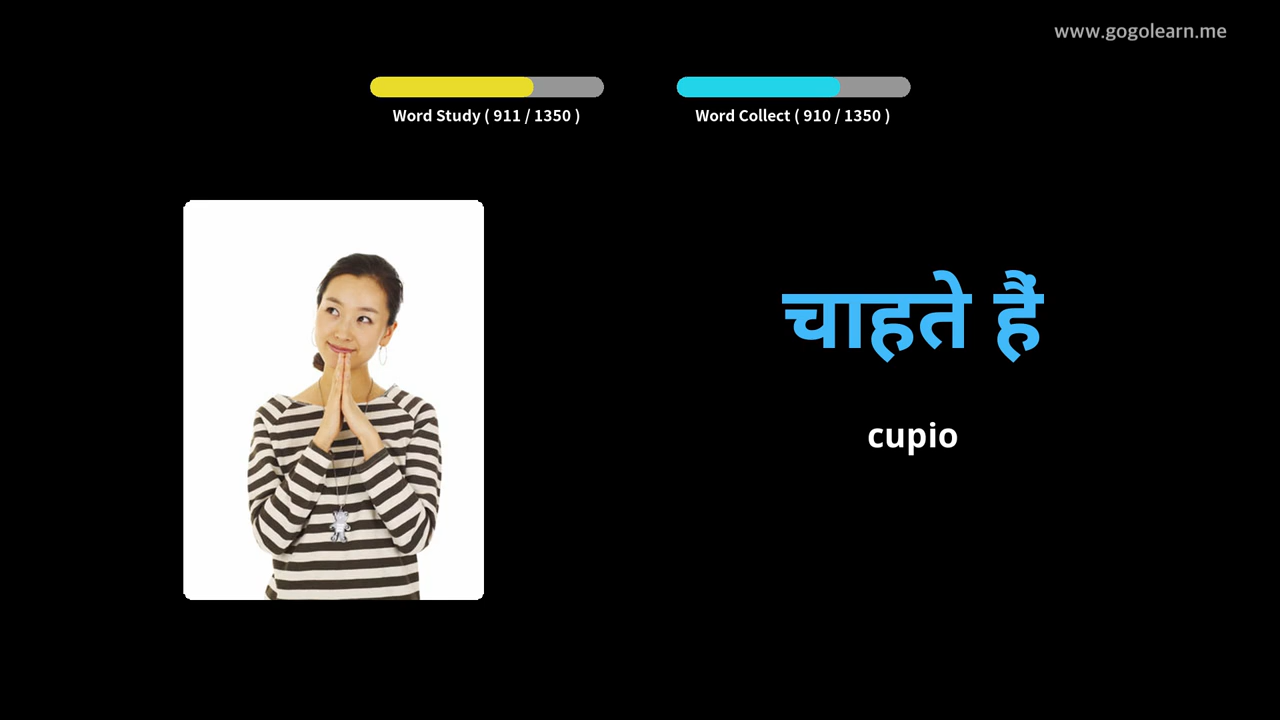 www.gogolearn.me
Word Study ( 911 / 1350 )
Word Collect ( 910 / 1350 )
चाहते हैं
cupio